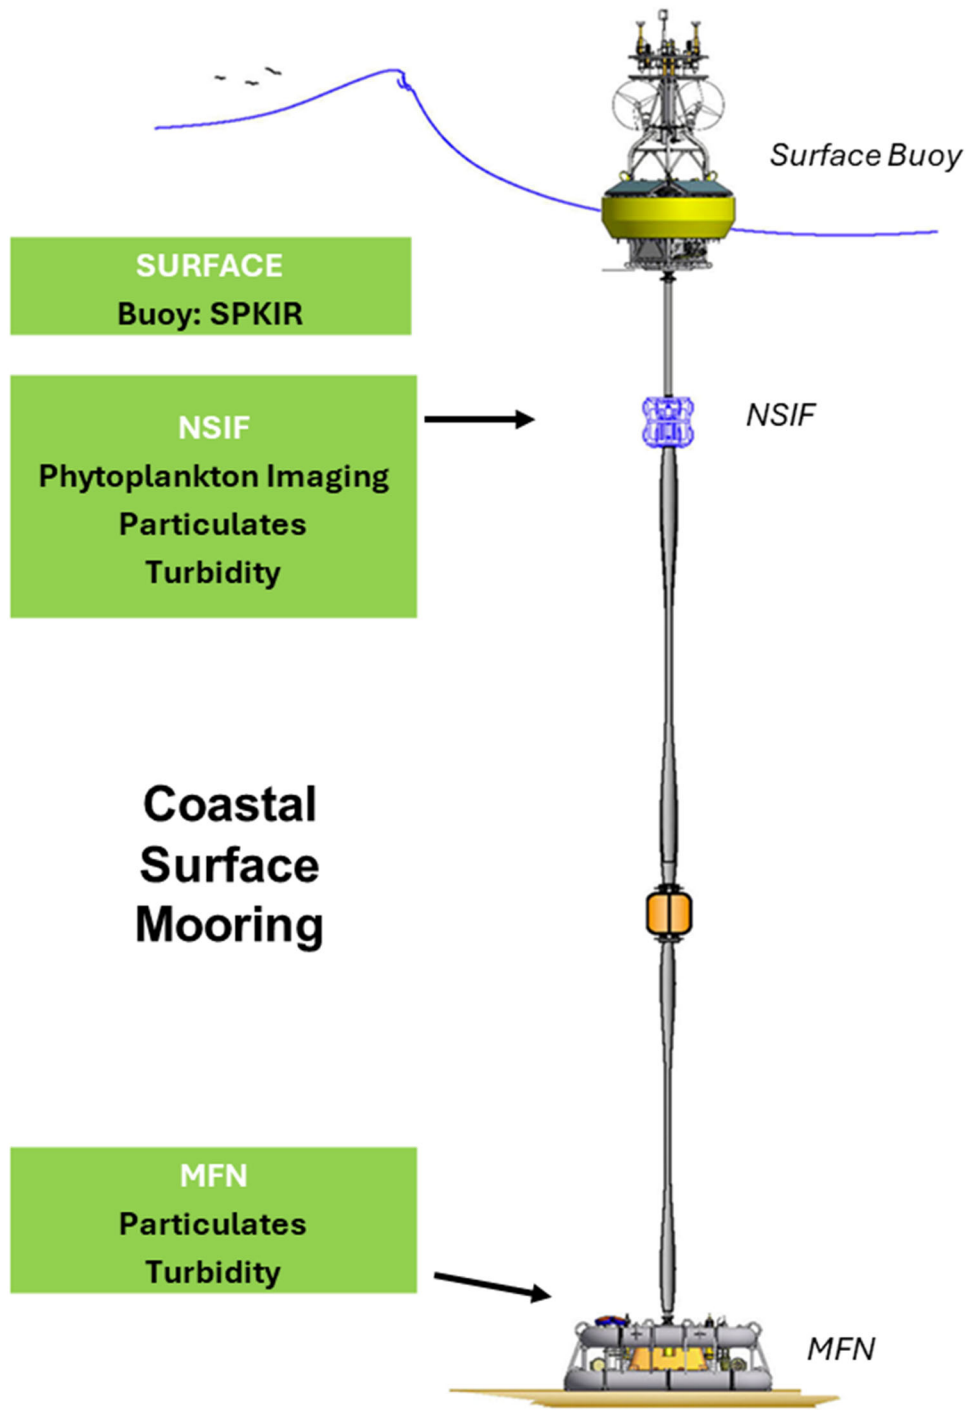 Surface Buoy
SURFACE
Buoy: SPKIR
NSIF
Phytoplankton Imaging
Particulates
Turbidity
NSIF
Coastal
Surface
Mooring
MFN
Particulates
Turbidity
MFN